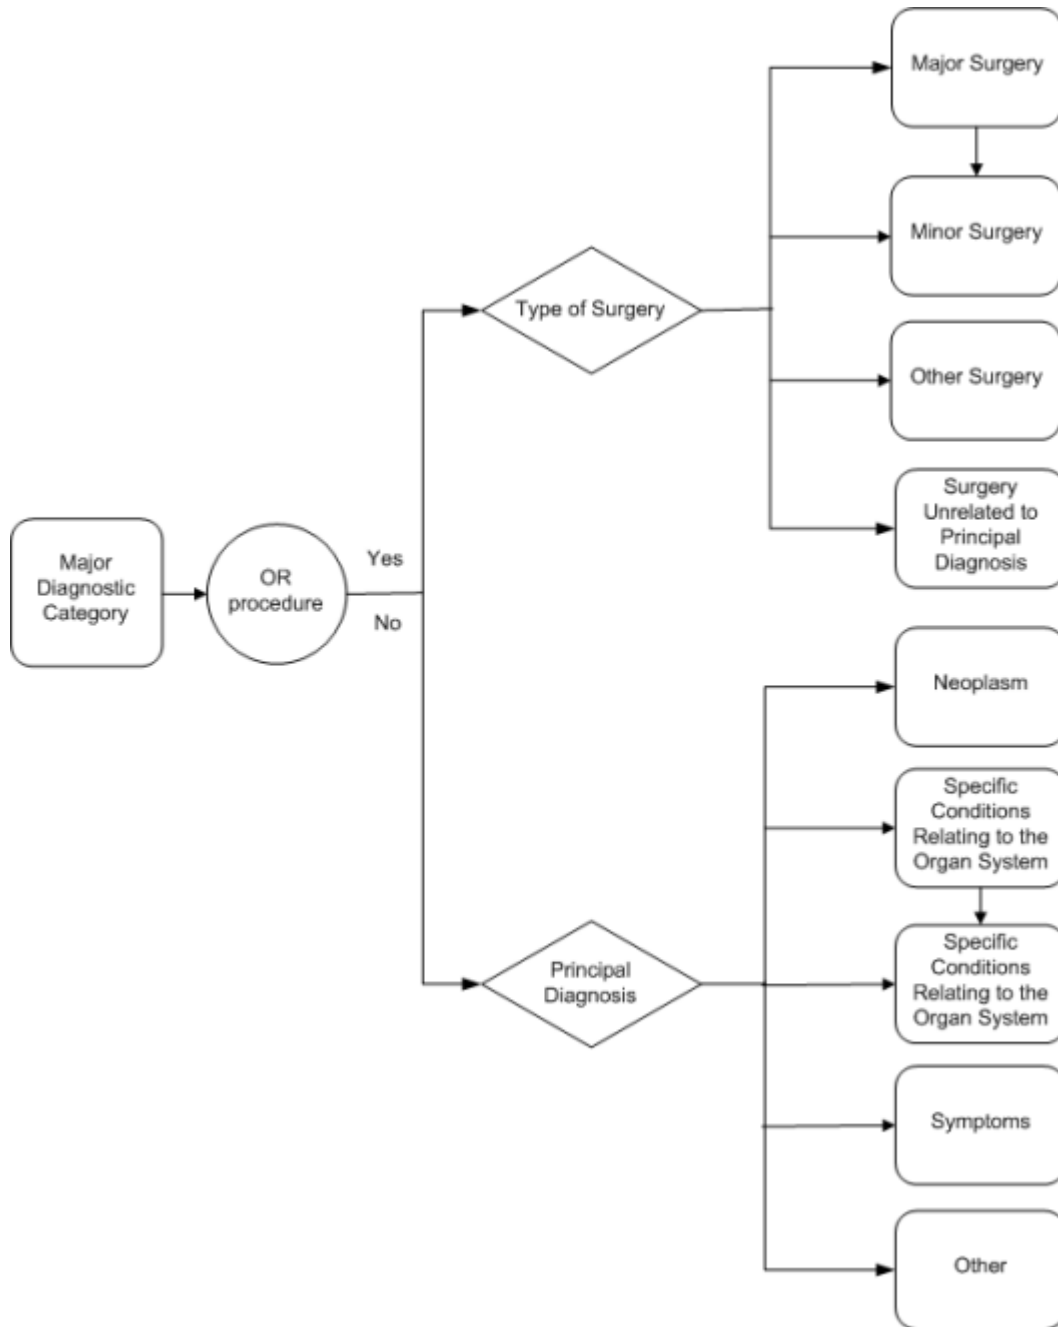 Major Surgery
Minor Surgery
Type of Surgery
Other Surgery
Surgery
Unrelated to
Principal
Diagnosis
Major
Diagnostic
Category
OR
procedure
Yes
No
Neoplasm
Specific
Conditions
Relating to the
Organ System
Principal
Diagnosis
Specific
Conditions
Relating to the
Organ System
Symptoms
Other